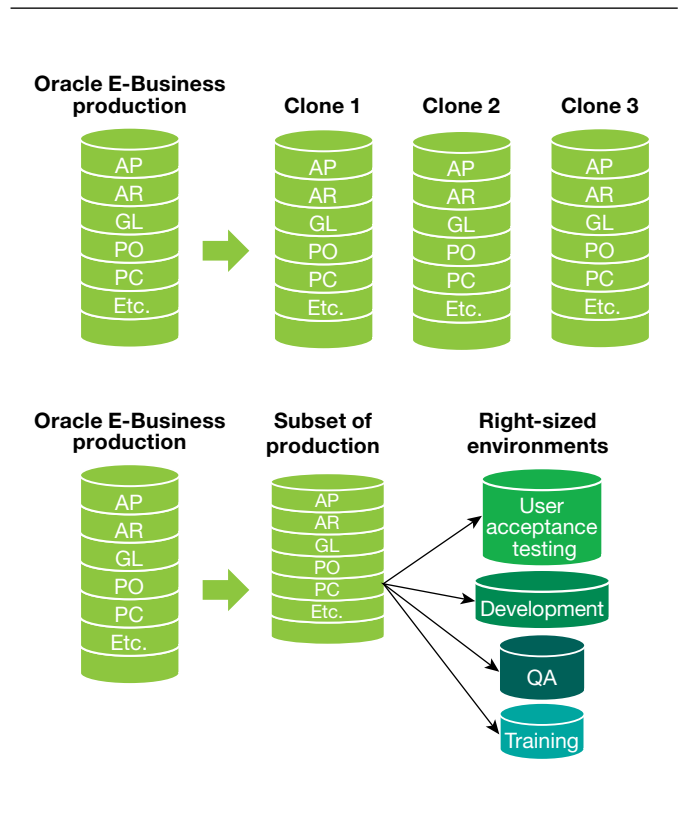 Oracle E-Business
production
Clone 1
Clone 2
Clone 3
AP
AR
GL
PO
PC
Etc.
AP
AR
GL
PO
PC
Etc.
AP
AR
GL
PO
PC
Etc.
AP
AR
GL
PO
PC
Etc.
Oracle E-Business
production
Subset of
production
Right-sized
environments
AP
AR
GL
PO
PC
Etc.
AP
AR
GL
PO
PC
Etc.
User
acceptance
testing
Development
QA
Training